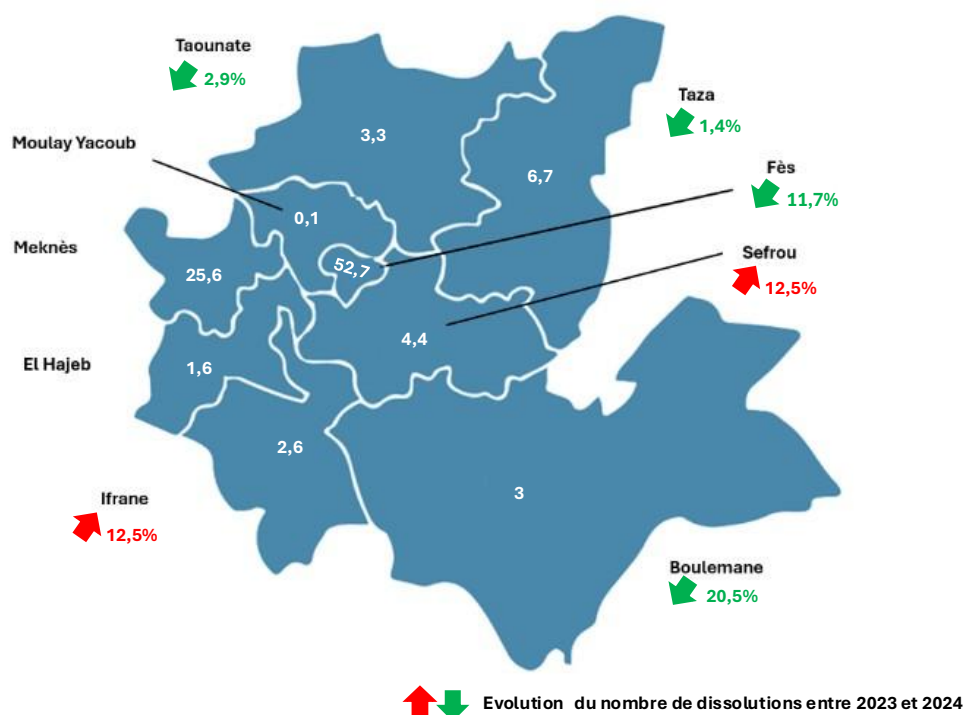 Taounate
2,9%
Taza
1,4%
3,3
Moulay Yacoub
6,7
Fès
11,7%
0,1
Meknès
25,6
52,7
Sefrou
12,5%
4,4
El Hajeb
1,6
2,6
3
Ifrane
12,5%
Boulemane
20,5%
Evolution du nombre de dissolutions entre 2023 et 2024